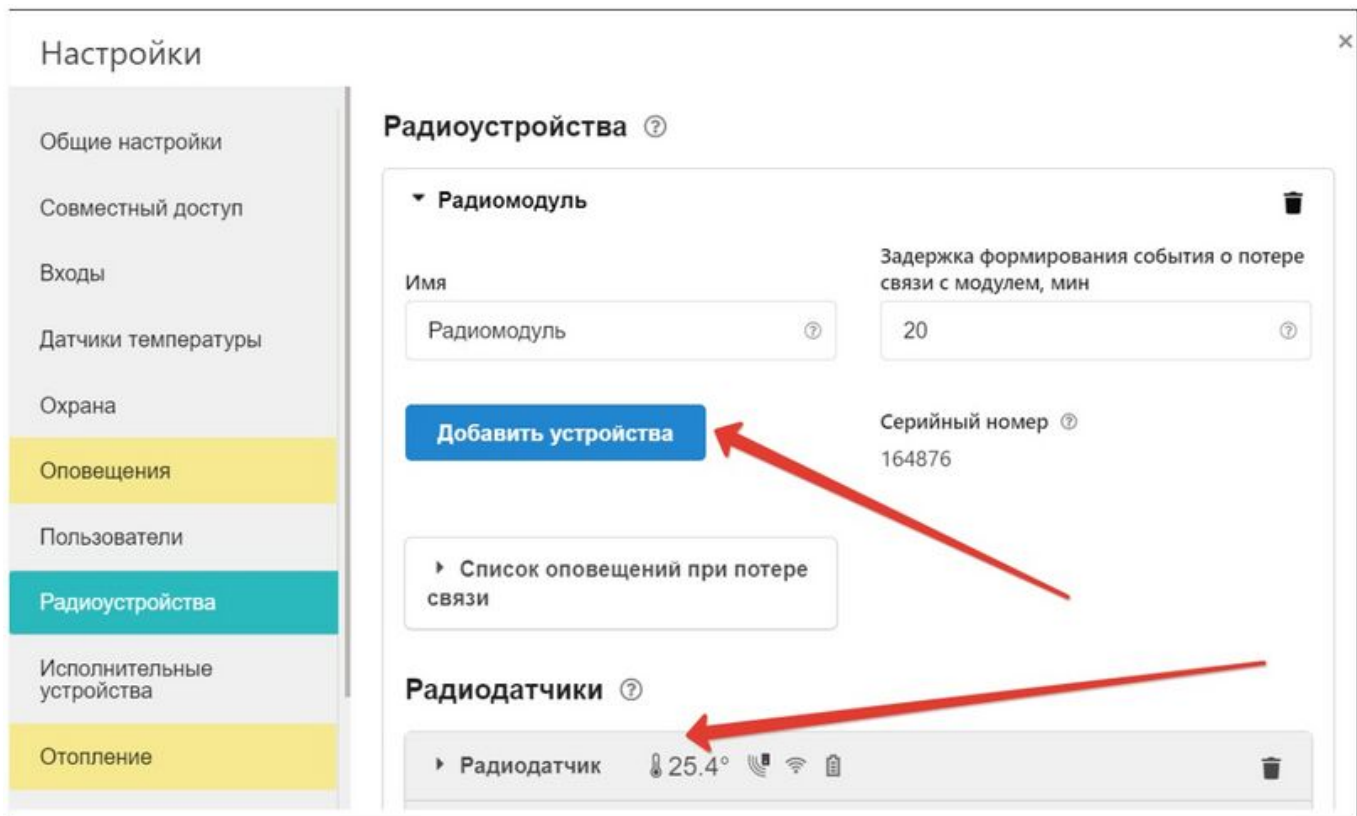 Настройки
×
Общие настройки
Совместный доступ
Входы
Датчики температуры
Охрана
Оповещения
Пользователи
Радиоустройства
Исполнительные
устройства
Отопление
Радиоустройства ?
Радиомодуль
Имя
Радиомодуль ?
Задержка формирования события о потере
связи с модулем, мин
20 ?
Добавить устройства
Серийный номер ?
164876
Список оповещений при потере
связи
Радиодатчики ?
Радиодатчик 25.4°